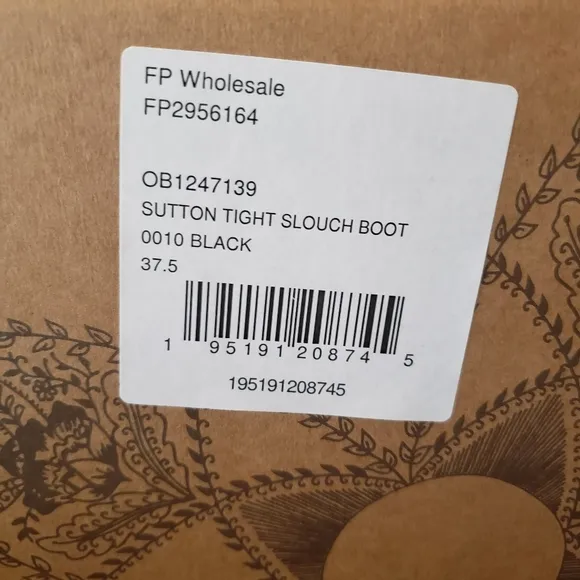 FP Wholesale
FP2956164
OB1247139
SUTTON TIGHT SLOUCH BOOT
0010 BLACK
37.5
1 95191 20874 5
195191208745